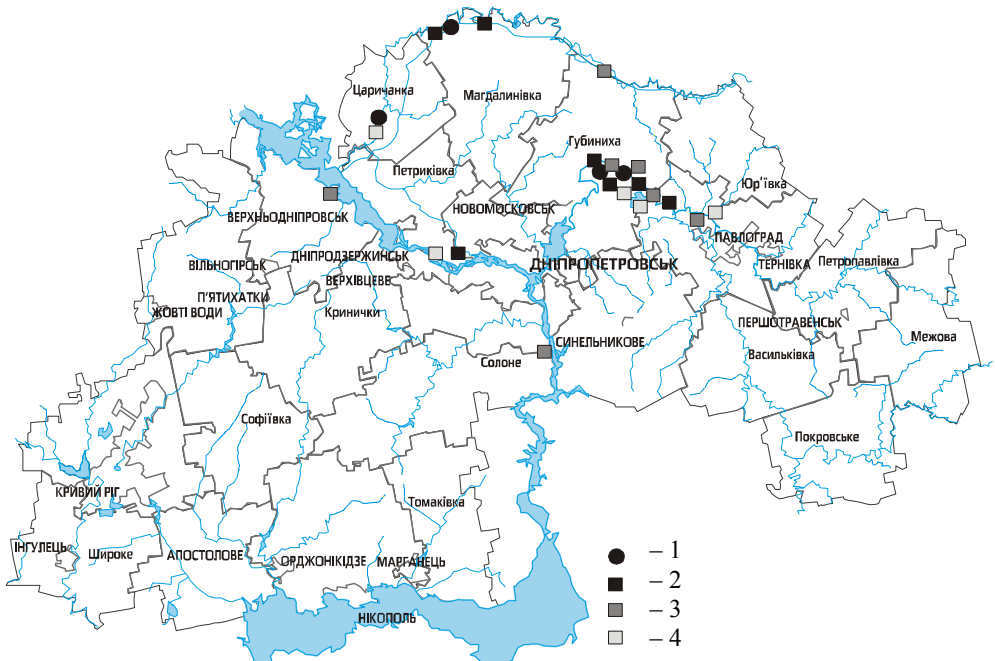 Царичанка
Магдалинівка
Губиниха
Петриківка
Юр'ївка
НОВОМОСКОВСЬК
ВЕРХНЬОДНІПРОВСЬК
ПАВЛОГРАД
ДНІПРОДЗЕРЖИНСЬК
ДНІПРОПЕТРОВСЬК
ВІЛЬНОГІРСЬК
ТЕРНІВКА
Петропавлівка
ВЕРХІВЦЕВЕ
П'ЯТИХАТКИ
ЖОВТІ ВОДИ
Кринички
ПЕРШОТРАВЕНСЬК
СИНЕЛЬНИКОВЕ
Межова
Васильківка
Солоне
Софіївка
Покровське
КРИВИЙ РІГ
Томаківка
ІНГУЛЕЦЬ
Широке
АПОСТОЛОВЕ
ОРДЖОНІКІДЗЕ
МАРГАНЕЦЬ
НІКОПОЛЬ
– 1
– 2
– 3
– 4